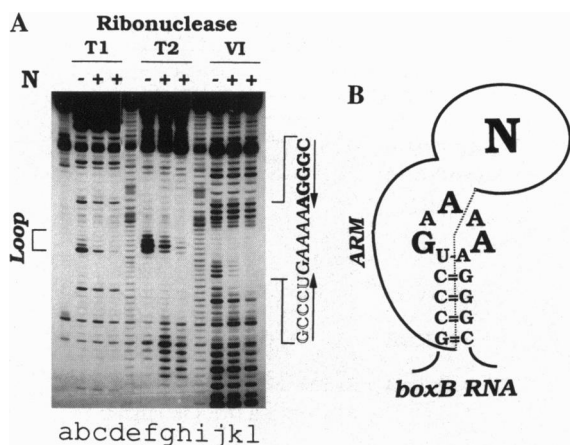 A
Ribonuclease
T1 T2 VI
N - + + - + + - + +
Loop
GCCCUGAAAAAGGGC
abcdefghijkl
B
N
ARM
A
A A
G A
U-A
C=G
C=G
C=G
G=C
boxB RNA